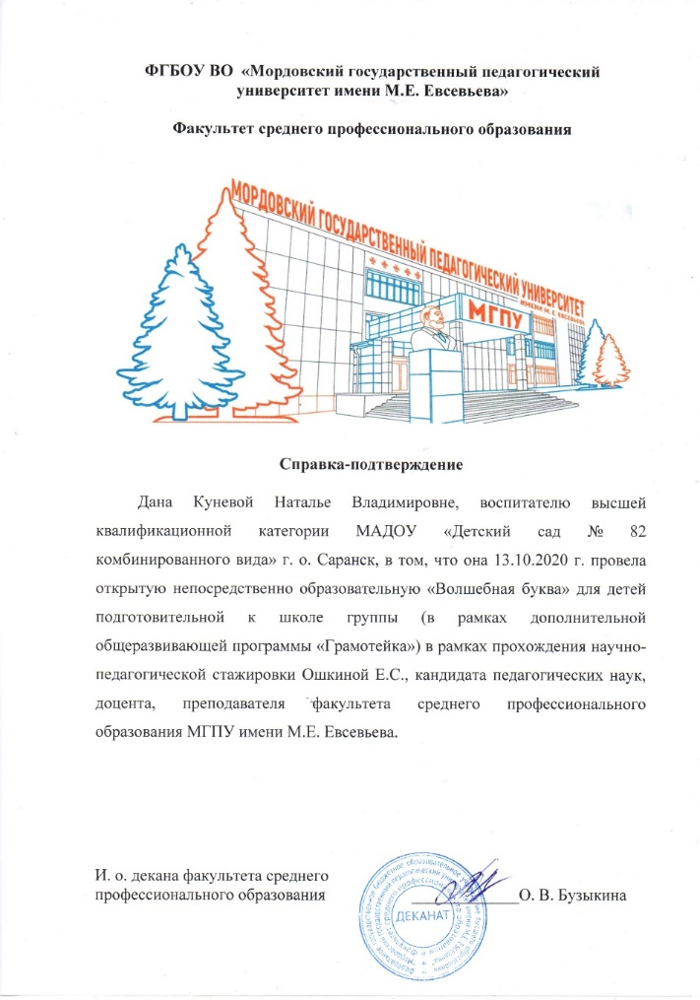 ФГБОУ ВО «Мордовский государственный педагогический
университет имени М.Е. Евсевьева»
Факультет среднего профессионального образования
МОРДОВСКИЙ ГОСУДАРСТВЕННЫЙ ПЕДАГОГИЧЕСКИЙ УНИВЕРСИТЕТ
ИМЕНИ М. Е. ЕВСЕВЬЕВА
МГПУ
Справка-подтверждение
Дана Куневой Наталье Владимировне, воспитателю высшей
квалификационной категории МАДОУ «Детский сад № 82
комбинированного вида» г. о. Саранск, в том, что она 13.10.2020 г. провела
открытую непосредственно образовательную «Волшебная буква» для детей
подготовительной к школе группы (в рамках дополнительной
общеразвивающей программы «Грамотейка») в рамках прохождения научно-
педагогической стажировки Ошкиной Е.С., кандидата педагогических наук,
доцента, преподавателя факультета среднего профессионального
образования МГПУ имени М.Е. Евсевьева.
И. о. декана факультета среднего
профессионального образования ____________О. В. Бузыкина
ДЕКАНАТ